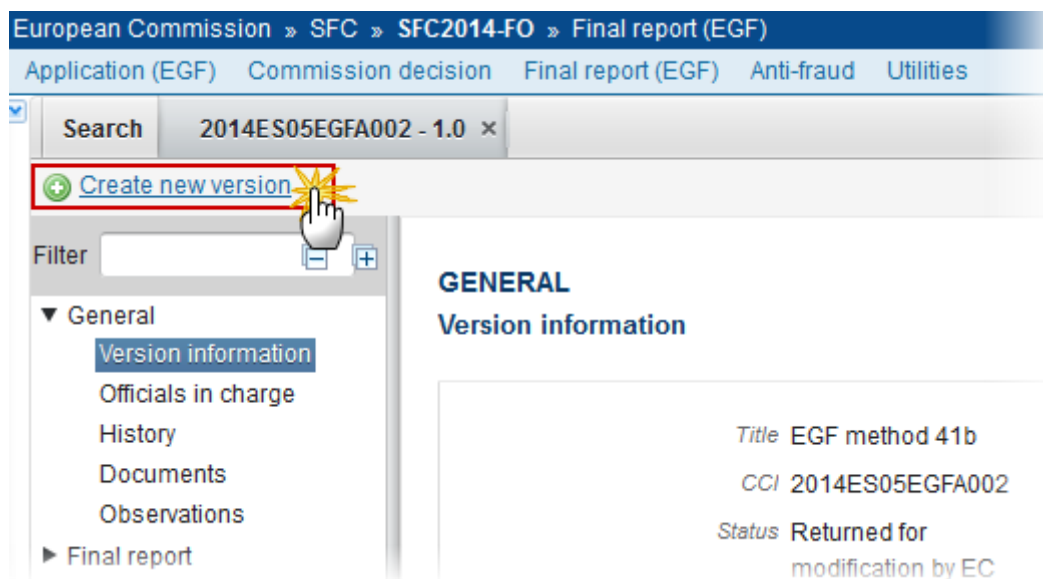 European Commission » SFC » SFC2014-FO » Final report (EGF)
Application (EGF) Commission decision Final report (EGF) Anti-fraud Utilities
Search 2014ES05EGFA002 - 1.0 ×
Create new version
Filter
GENERAL
Version information
▼ General
Version information
Officials in charge
History
Documents
Observations
► Final report
Title EGF method 41b
CCI 2014ES05EGFA002
Status Returned for
modification by EC